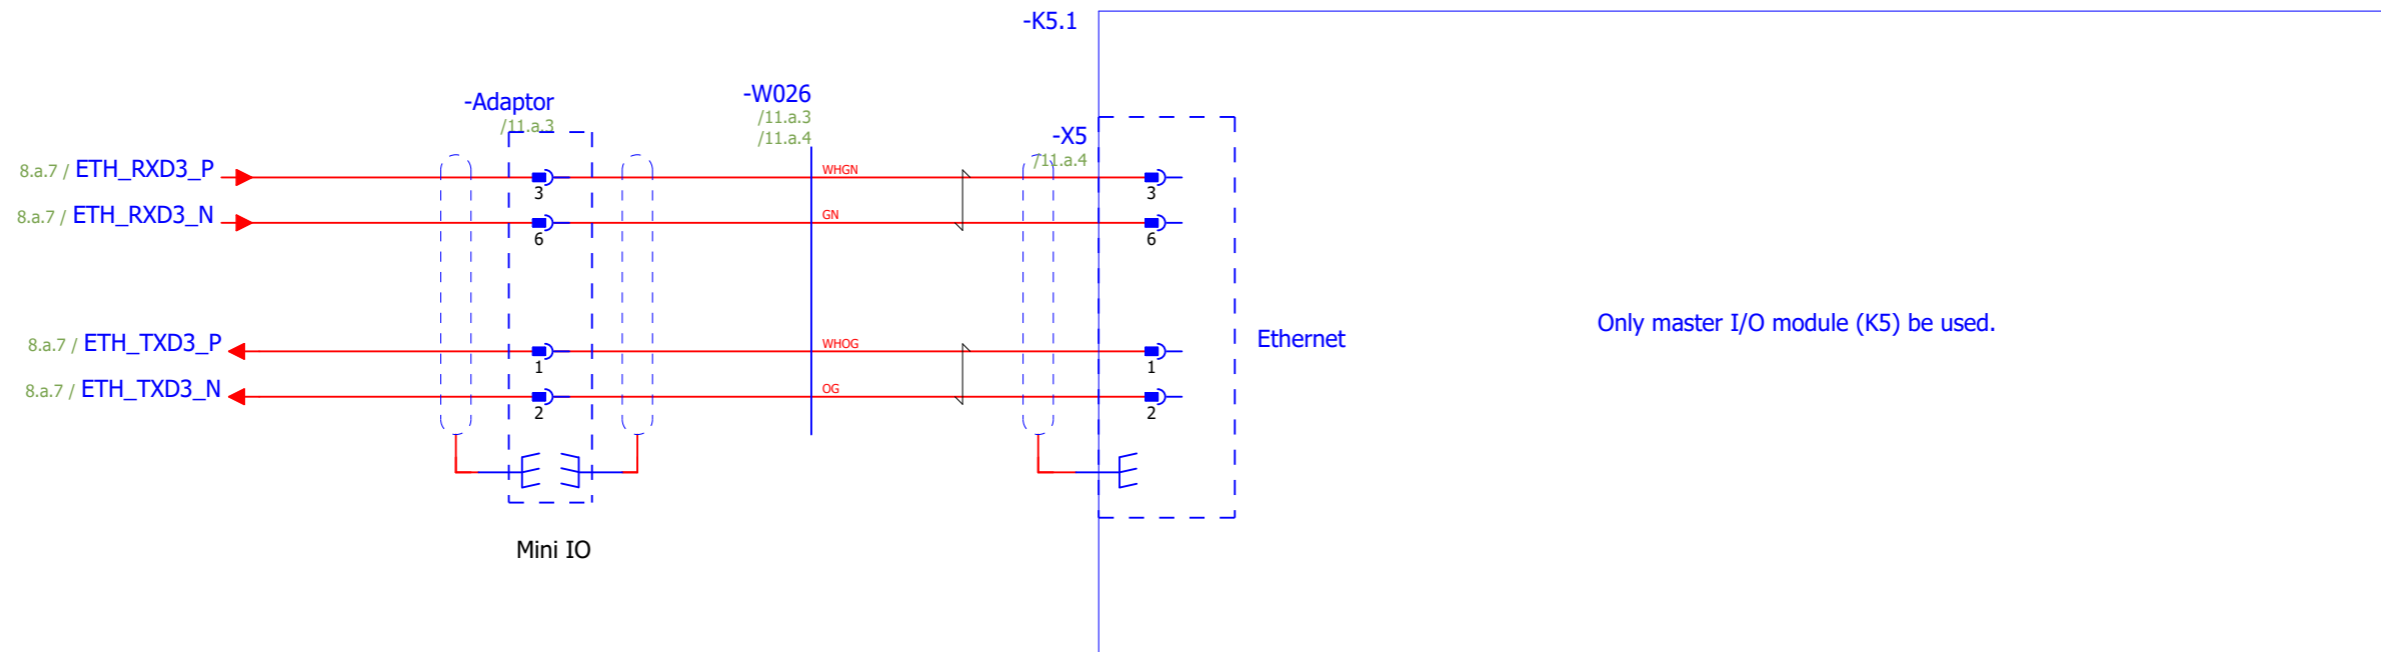 -K5.1
-Adaptor
/11.a.3
-W026
/11.a.3
/11.a.4
-X5
/11.a.4
8.a.7 / ETH_RXD3_P
WHGN
3
3
8.a.7 / ETH_RXD3_N
GN
6
6
Only master I/O module (K5) be used.
Ethernet
8.a.7 / ETH_TXD3_P
WHOG
1
1
8.a.7 / ETH_TXD3_N
OG
2
2
Mini IO